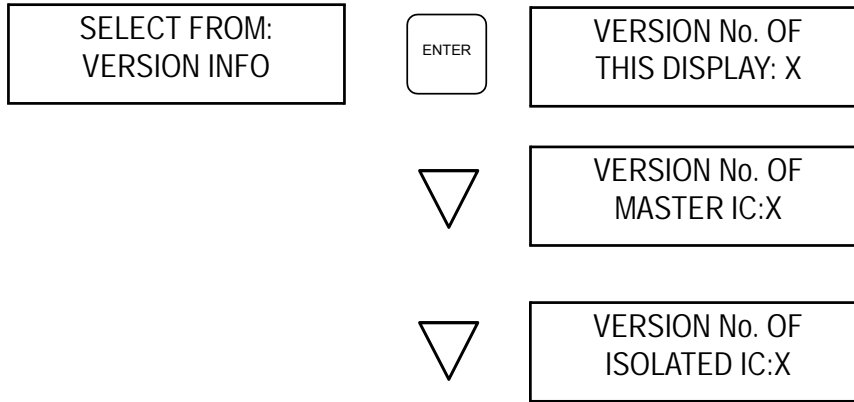 SELECT FROM:
VERSION INFO
ENTER
VERSION No. OF
THIS DISPLAY: X
VERSION No. OF
MASTER IC:X
VERSION No. OF
ISOLATED IC:X